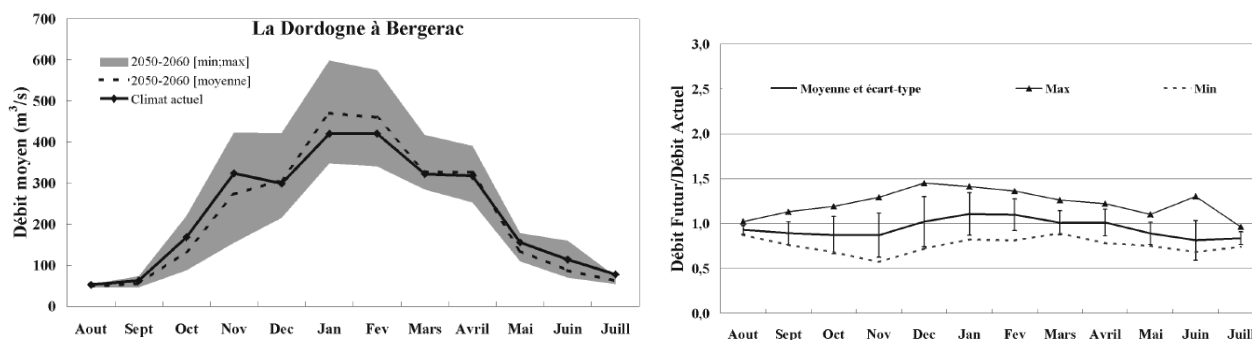 La Dordogne à Bergerac
Débit moyen (m³/s)
700
600
500
400
300
200
100
0
2050-2060 [min;max]
2050-2060 [moyenne]
Climat actuel
Aout Sept Oct Nov Dec Jan Fev Mars Avril Mai Juin Juill
Débit Futur/Débit Actuel
3,0
2,5
2,0
1,5
1,0
0,5
0,0
Moyenne et écart-type Max Min
Aout Sept Oct Nov Dec Jan Fev Mars Avril Mai Juin Juill